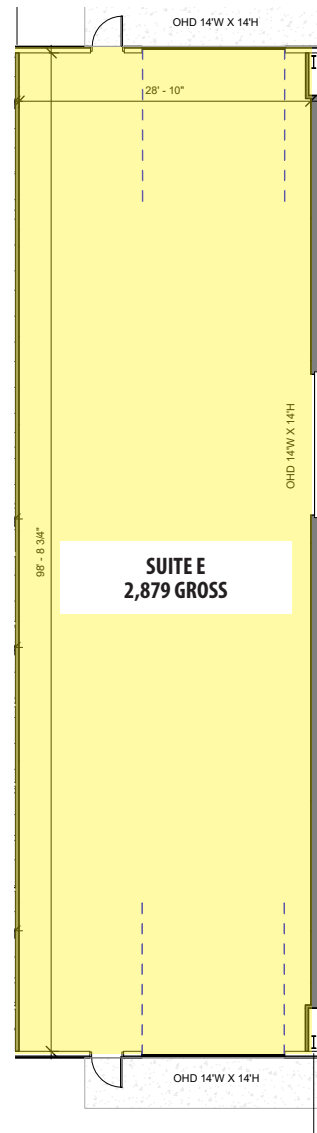 OHD 14'W X 14'H
28' - 10"
OHD 14'W X 14'H
98' - 8 3/4"
SUITE E
2,879 GROSS
OHD 14'W X 14'H